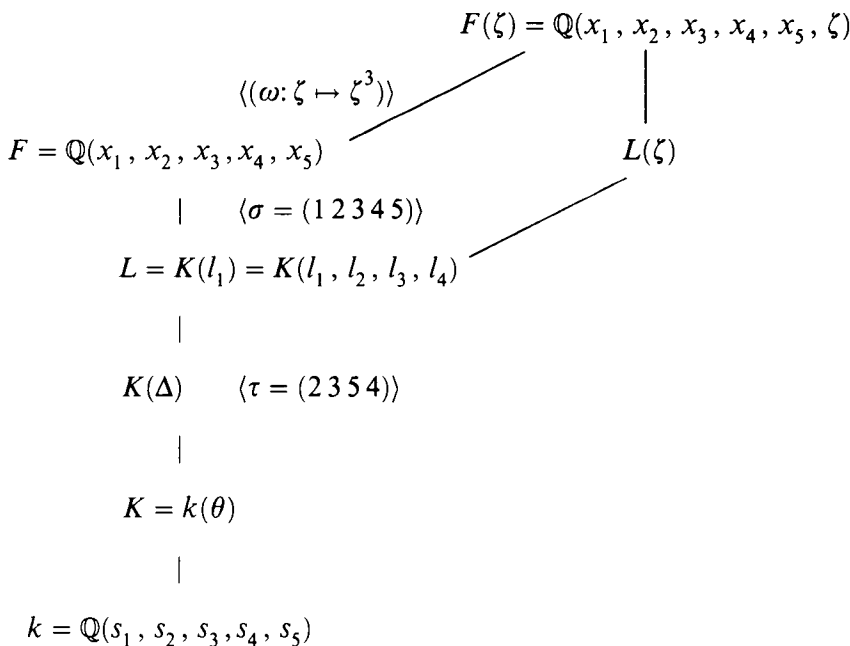 F(ζ) = ℚ(x₁ , x₂ , x₃ , x₄ , x₅ , ζ)
⟨(ω: ζ ↦ ζ³)⟩
F = ℚ(x₁ , x₂ , x₃ , x₄ , x₅)
L(ζ)
⟨σ = (1 2 3 4 5)⟩
L = K(l₁) = K(l₁ , l₂ , l₃ , l₄)
K(Δ) ⟨τ = (2 3 5 4)⟩
K = k(θ)
k = ℚ(s₁ , s₂ , s₃ , s₄ , s₅)